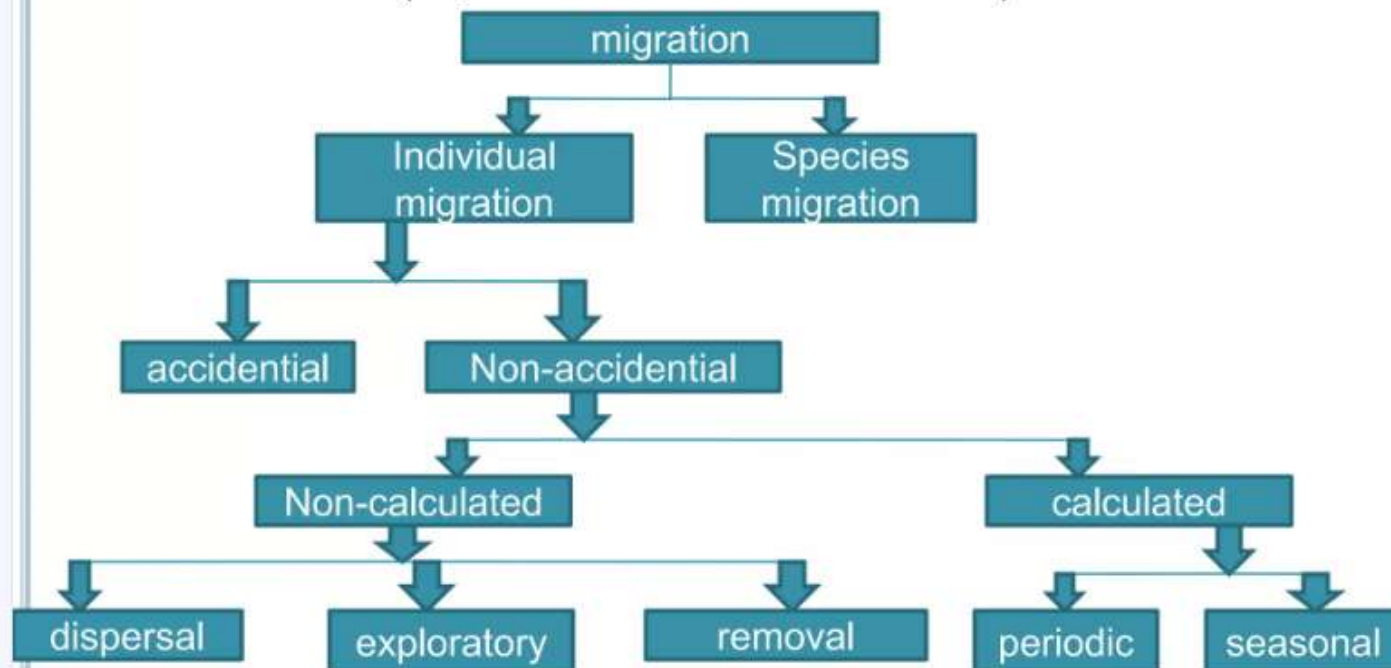 migration
Individual
migration
Species
migration
accidential
Non-accidential
Non-calculated
calculated
dispersal
exploratory
removal
periodic
seasonal